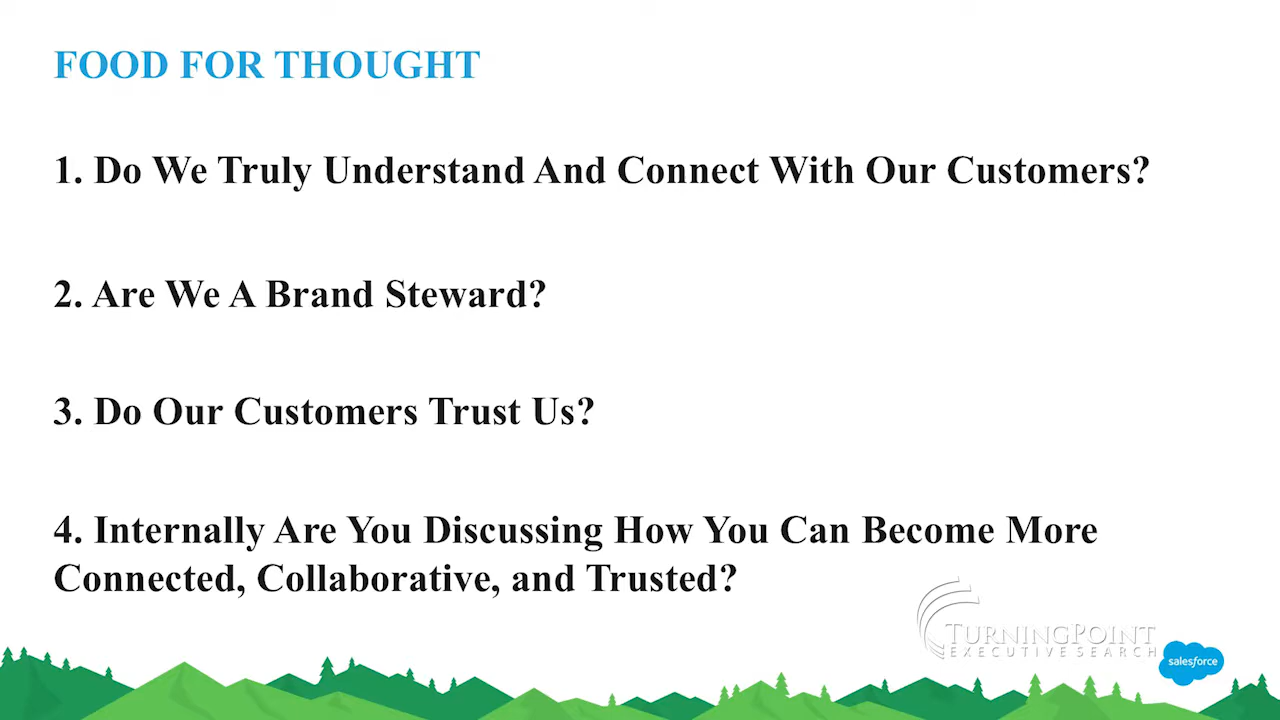 FOOD FOR THOUGHT
1. Do We Truly Understand And Connect With Our Customers?
2. Are We A Brand Steward?
3. Do Our Customers Trust Us?
4. Internally Are You Discussing How You Can Become More
Connected, Collaborative, and Trusted?
TURNINGPOINT
EXECUTIVE SEARCH
salesforce